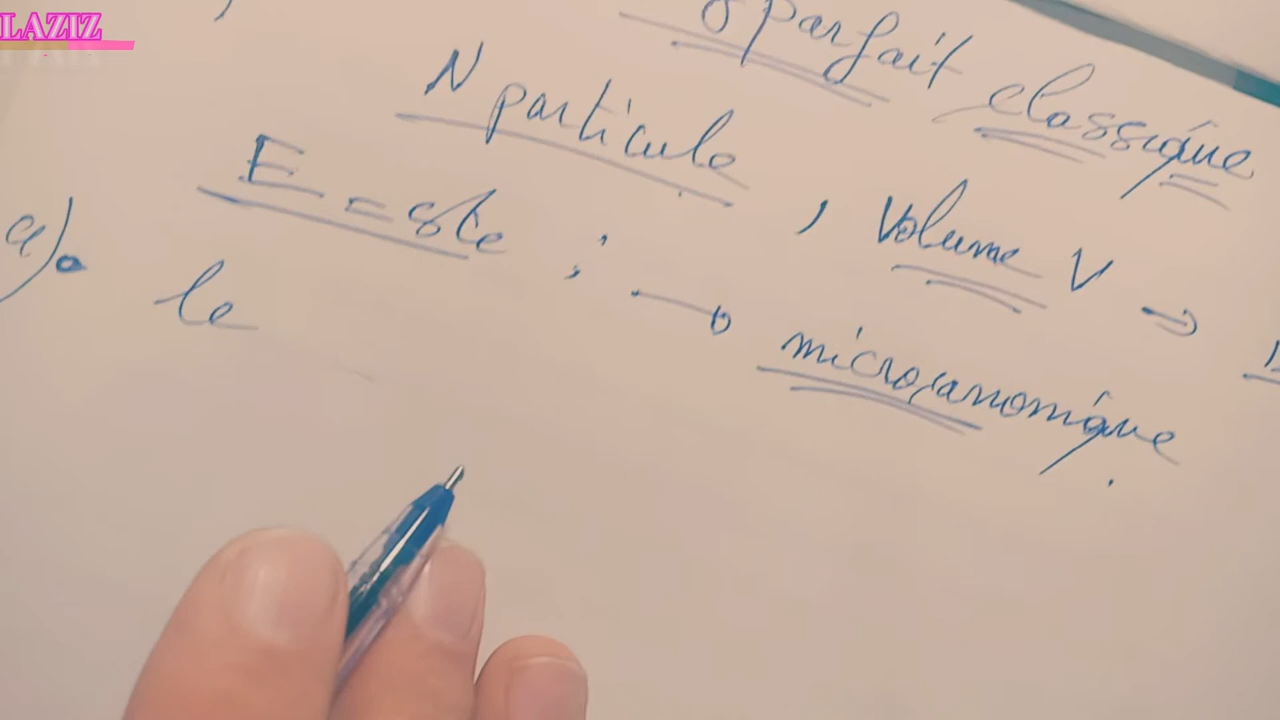 LAZIZ
parfait classique
N particule, Volume V ⇒
E = cte ; → microcanonique.
a). le